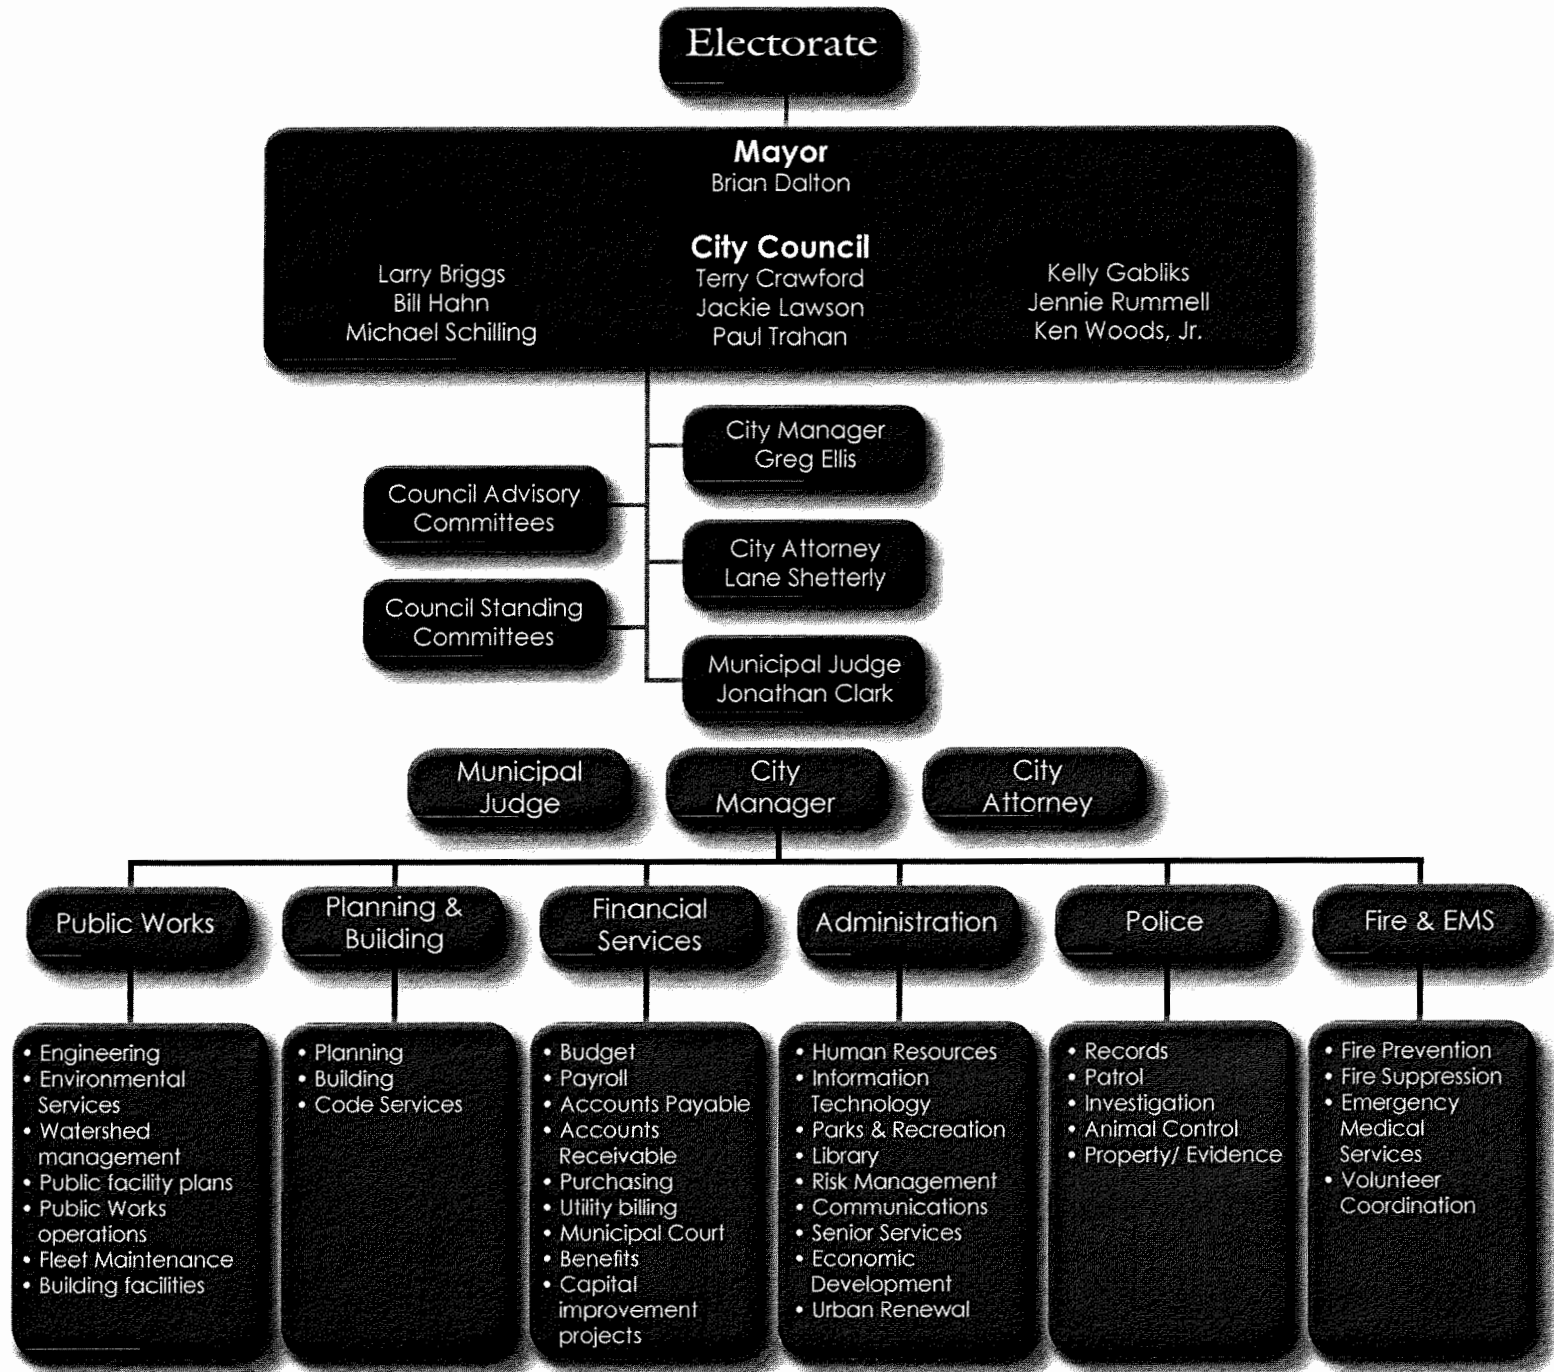 Electorate
Mayor
Brian Dalton
City Council
Larry Briggs
Bill Hahn
Michael Schilling
Terry Crawford
Jackie Lawson
Paul Trahan
Kelly Gabliks
Jennie Rummell
Ken Woods, Jr.
City Manager
Greg Ellis
Council Advisory
Committees
City Attorney
Lane Shetterly
Council Standing
Committees
Municipal Judge
Jonathan Clark
Municipal
Judge
City
Manager
City
Attorney
Public Works
Planning &
Building
Financial
Services
Administration
Police
Fire & EMS
• Engineering
• Environmental
Services
• Watershed
management
• Public facility plans
• Public Works
operations
• Fleet Maintenance
• Building facilities
• Planning
• Building
• Code Services
• Budget
• Payroll
• Accounts Payable
• Accounts
Receivable
• Purchasing
• Utility billing
• Municipal Court
• Benefits
• Capital
improvement
projects
• Human Resources
• Information
Technology
• Parks & Recreation
• Library
• Risk Management
• Communications
• Senior Services
• Economic
Development
• Urban Renewal
• Records
• Patrol
• Investigation
• Animal Control
• Property/ Evidence
• Fire Prevention
• Fire Suppression
• Emergency
Medical
Services
• Volunteer
Coordination